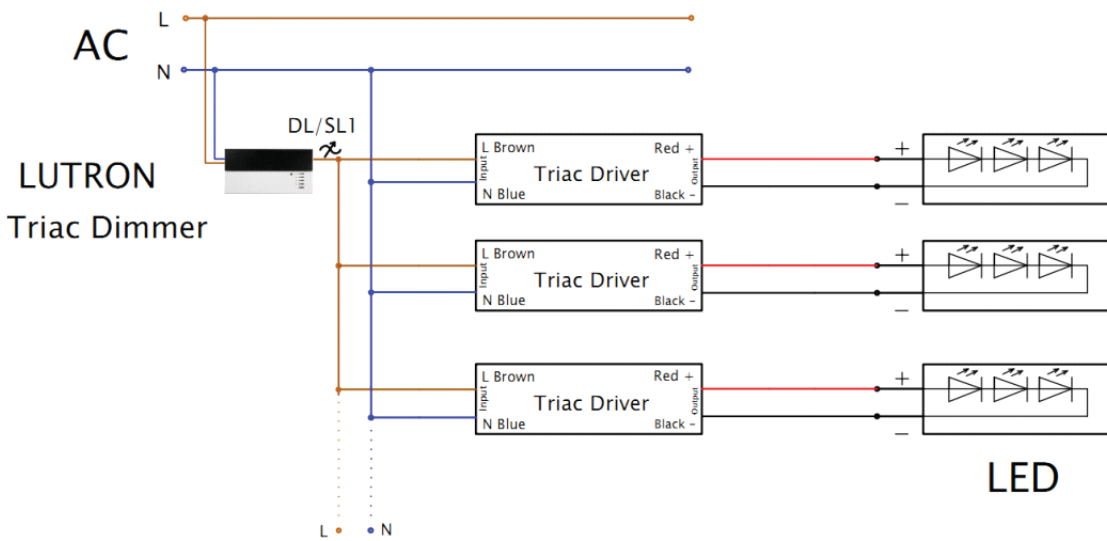 L
AC
N
DL/SL1
LUTRON
Triac Dimmer
L Brown
Red +
Input
Triac Driver
Output
N Blue
Black -
+
−
L Brown
Red +
Input
Triac Driver
Output
N Blue
Black -
+
−
L Brown
Red +
Input
Triac Driver
Output
N Blue
Black -
+
−
LED
L
N